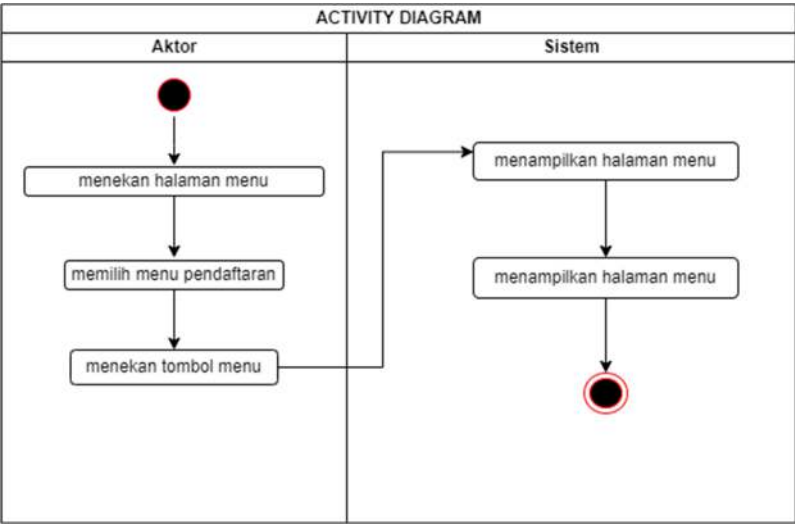 ACTIVITY DIAGRAM
Aktor
Sistem
menekan halaman menu
memilih menu pendaftaran
menekan tombol menu
menampilkan halaman menu
menampilkan halaman menu